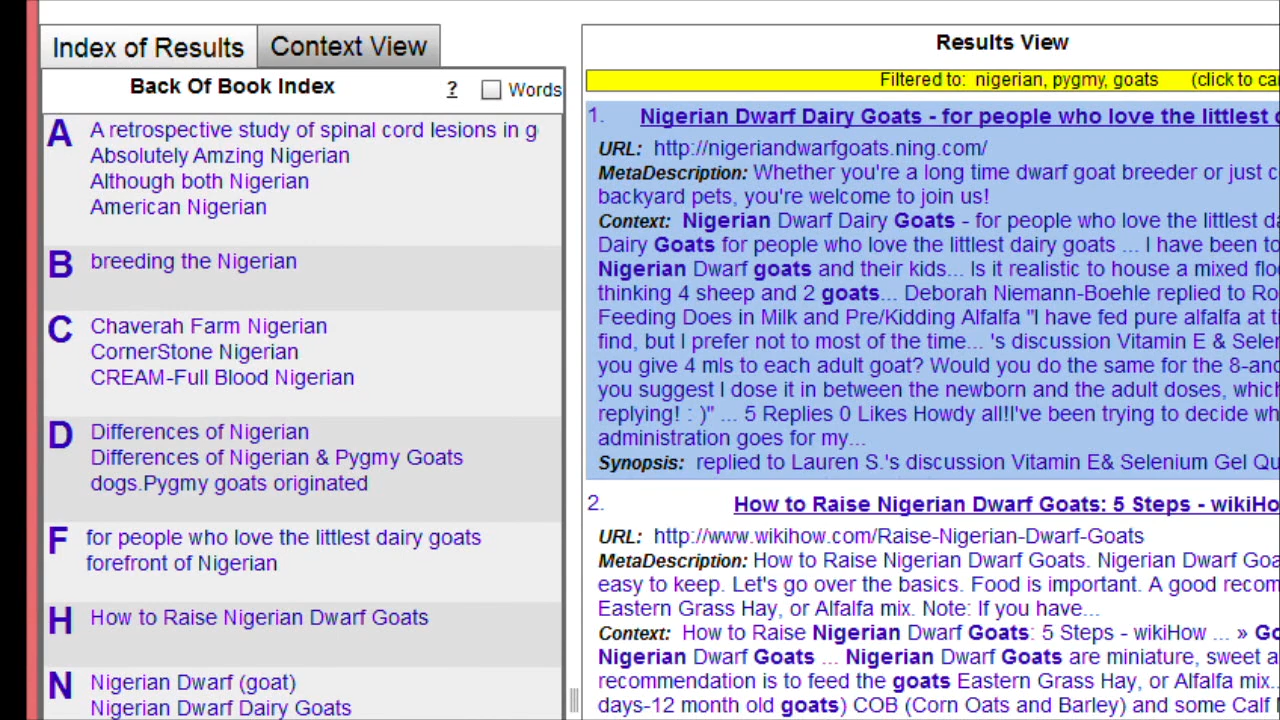 Index of Results
Context View
Back Of Book Index
?
Words
A
A retrospective study of spinal cord lesions in g
Absolutely Amzing Nigerian
Although both Nigerian
American Nigerian
B
breeding the Nigerian
C
Chaverah Farm Nigerian
CornerStone Nigerian
CREAM-Full Blood Nigerian
D
Differences of Nigerian
Differences of Nigerian & Pygmy Goats
dogs.Pygmy goats originated
F
for people who love the littlest dairy goats
forefront of Nigerian
H
How to Raise Nigerian Dwarf Goats
N
Nigerian Dwarf (goat)
Nigerian Dwarf Dairy Goats
Results View
Filtered to: nigerian, pygmy, goats (click to ca
1. Nigerian Dwarf Dairy Goats - for people who love the littlest
URL: http://nigeriandwarfgoats.ning.com/
MetaDescription: Whether you're a long time dwarf goat breeder or just c
backyard pets, you're welcome to join us!
Context: Nigerian Dwarf Dairy Goats - for people who love the littlest da
Dairy Goats for people who love the littlest dairy goats ... I have been to
Nigerian Dwarf goats and their kids... Is it realistic to house a mixed flo
thinking 4 sheep and 2 goats... Deborah Niemann-Boehle replied to Ro
Feeding Does in Milk and Pre/Kidding Alfalfa "I have fed pure alfalfa at ti
find, but I prefer not to most of the time... 's discussion Vitamin E & Seler
you give 4 mls to each adult goat? Would you do the same for the 8-and
you suggest I dose it in between the newborn and the adult doses, whic
replying! : )" ... 5 Replies 0 Likes Howdy all!I've been trying to decide wh
administration goes for my...
Synopsis: replied to Lauren S.'s discussion Vitamin E& Selenium Gel Qu
2. How to Raise Nigerian Dwarf Goats: 5 Steps - wikiHo
URL: http://www.wikihow.com/Raise-Nigerian-Dwarf-Goats
MetaDescription: How to Raise Nigerian Dwarf Goats. Nigerian Dwarf Goa
easy to keep. Let's go over the basics. Food is important. A good recom
Eastern Grass Hay, or Alfalfa mix. Note: If you have...
Context: How to Raise Nigerian Dwarf Goats: 5 Steps - wikiHow ... » Go
Nigerian Dwarf Goats ... Nigerian Dwarf Goats are miniature, sweet a
recommendation is to feed the goats Eastern Grass Hay, or Alfalfa mix..
days-12 month old goats) COB (Corn Oats and Barley) and some Calf